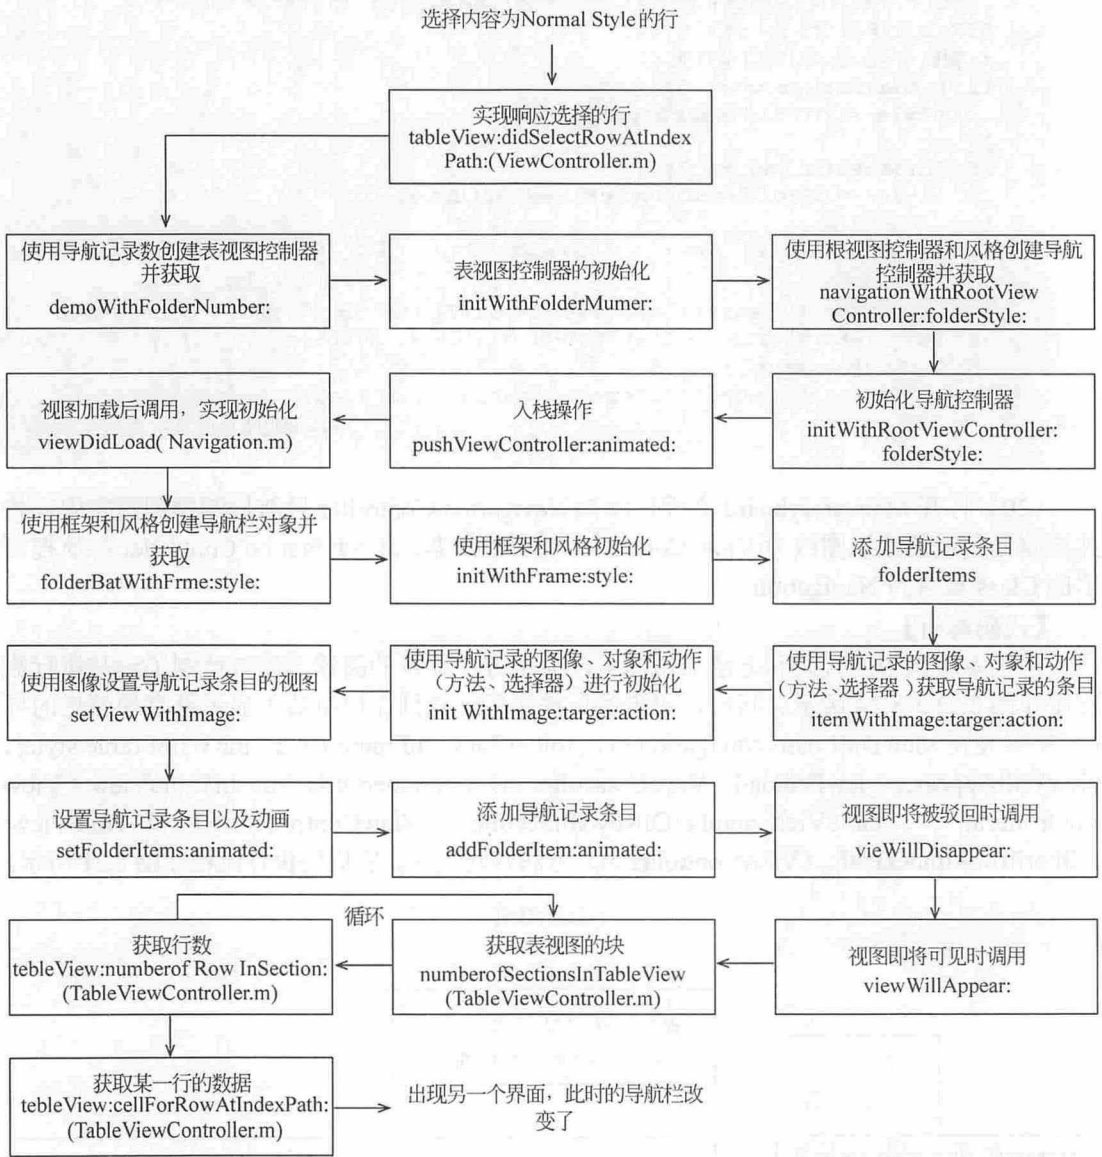 选择内容为Normal Style的行
实现响应选择的行
tableView:didSelectRowAtIndex
Path:(ViewController.m)
使用导航记录数创建表视图控制器
并获取
demoWithFolderNumber:
表视图控制器的初始化
initWithFolderMumer:
使用根视图控制器和风格创建导航
控制器并获取
navigationWithRootView
Controller:folderStyle:
视图加载后调用，实现初始化
viewDidLoad( Navigation.m)
入栈操作
pushViewController:animated:
初始化导航控制器
initWithRootViewController:
folderStyle:
使用框架和风格创建导航栏对象并
获取
folderBatWithFrme:style:
使用框架和风格初始化
initWithFrame:style:
添加导航记录条目
folderItems
使用图像设置导航记录条目的视图
setViewWithImage:
使用导航记录的图像、对象和动作
（方法、选择器）进行初始化
init WithImage:targer:action:
使用导航记录的图像、对象和动作
（方法、选择器）获取导航记录的条目
itemWithImage:targer:action:
设置导航记录条目以及动画
setFolderItems:animated:
添加导航记录条目
addFolderItem:animated:
视图即将被驳回时调用
vieWillDisappear:
循环
获取行数
tebleView:numberof Row InSection:
(TableViewController.m)
获取表视图的块
numberofSectionsInTableView
(TableViewController.m)
视图即将可见时调用
viewWillAppear:
获取某一行的数据
tebleView:cellForRowAtIndexPath:
(TableViewController.m)
出现另一个界面，此时的导航栏改
变了